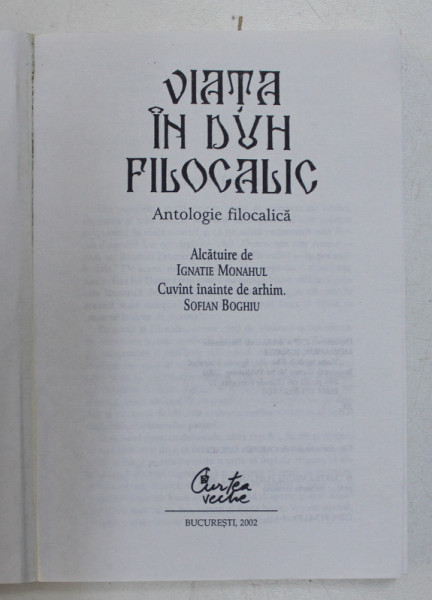 VIAȚA
ÎN DUH
FILOCALIC
Antologie filocalică
Alcătuire de
IGNATIE MONAHUL
Cuvînt înainte de arhim.
SOFIAN BOGHIU
Curtea
veche
BUCUREȘTI, 2002